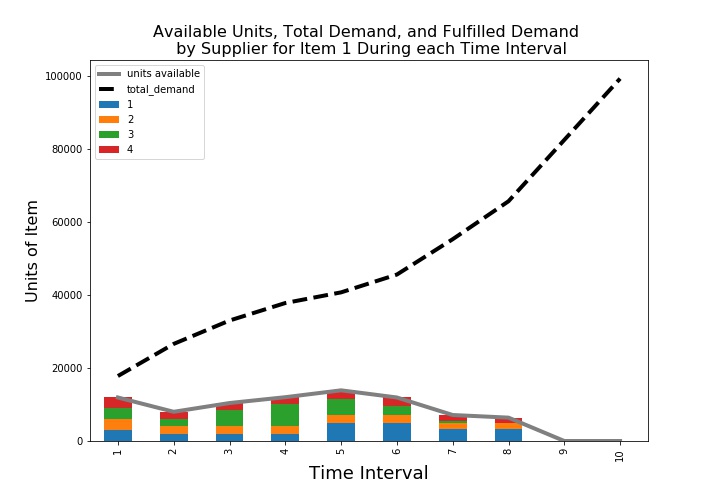 Available Units, Total Demand, and Fulfilled Demand
by Supplier for Item 1 During each Time Interval
units available
total_demand
1
2
3
4
Units of Item
100000
80000
60000
40000
20000
0
1 2 3 4 5 6 7 8 9 10
Time Interval